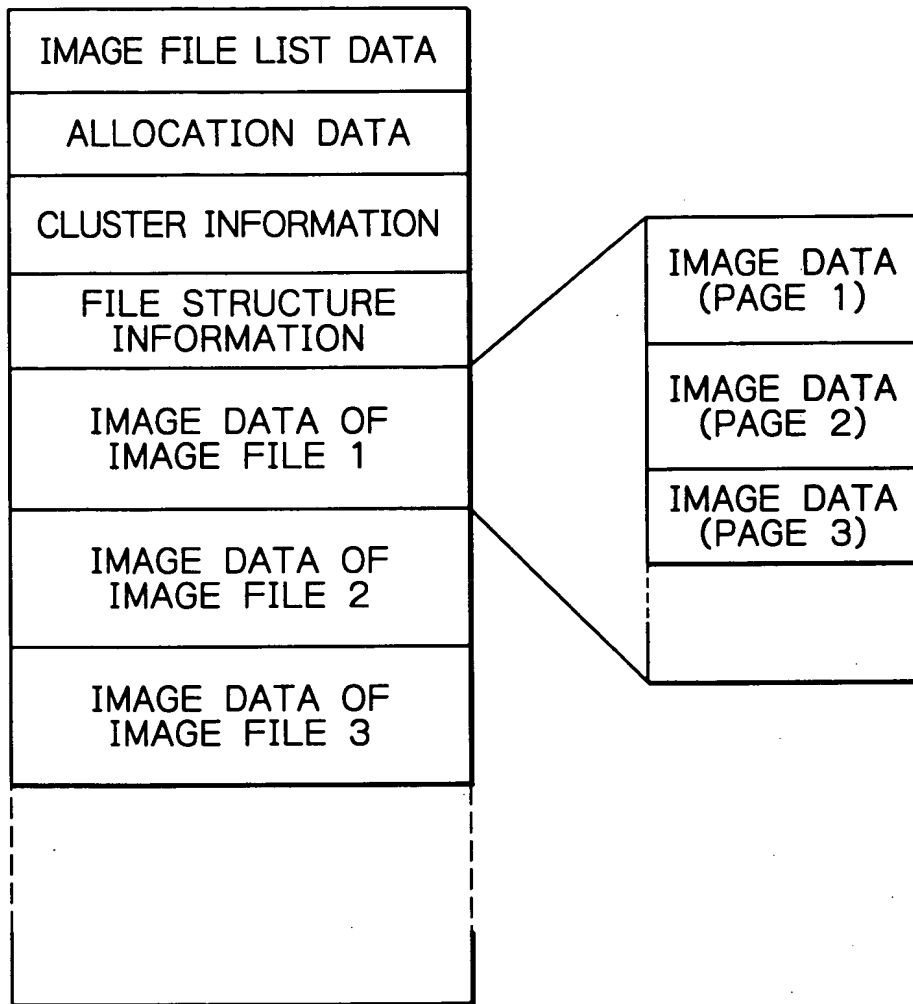 IMAGE FILE LIST DATA
ALLOCATION DATA
CLUSTER INFORMATION
FILE STRUCTURE
INFORMATION
IMAGE DATA OF
IMAGE FILE 1
IMAGE DATA OF
IMAGE FILE 2
IMAGE DATA OF
IMAGE FILE 3
IMAGE DATA
(PAGE 1)
IMAGE DATA
(PAGE 2)
IMAGE DATA
(PAGE 3)